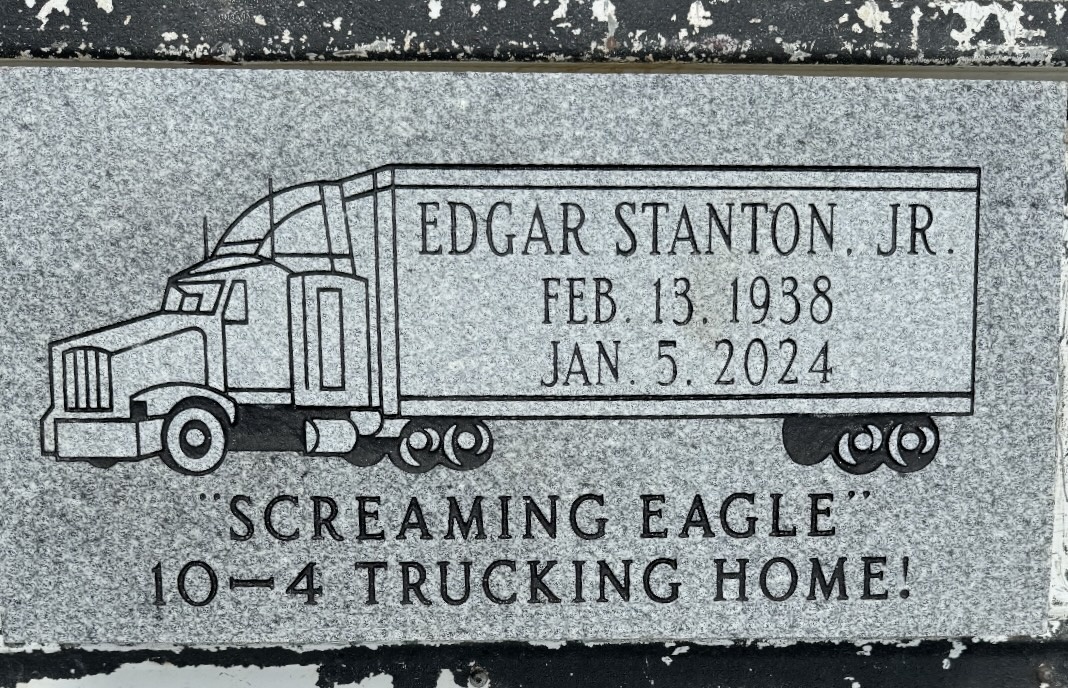 EDGAR STANTON, JR.
FEB. 13. 1938
JAN. 5. 2024
"SCREAMING EAGLE"
10-4 TRUCKING HOME!